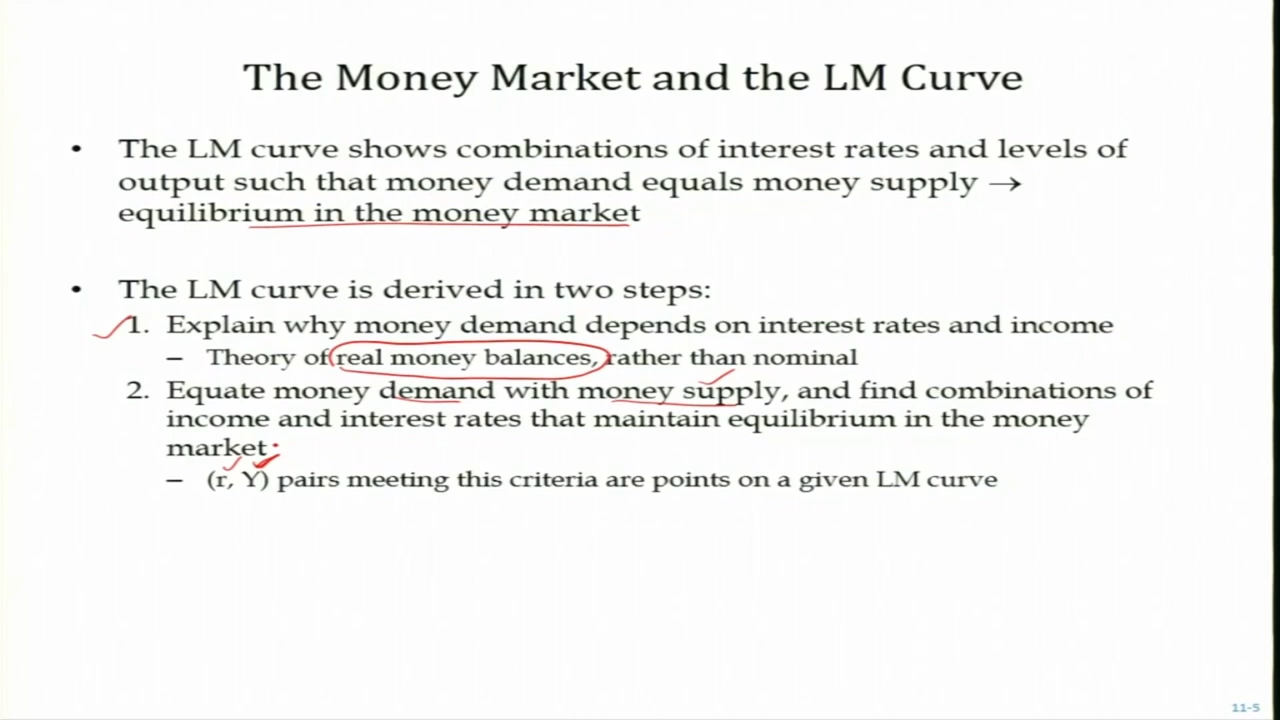 The Money Market and the LM Curve
• The LM curve shows combinations of interest rates and levels of
output such that money demand equals money supply →
equilibrium in the money market
• The LM curve is derived in two steps:
1. Explain why money demand depends on interest rates and income
– Theory of real money balances, rather than nominal
2. Equate money demand with money supply, and find combinations of
income and interest rates that maintain equilibrium in the money
market:
– (r, Y) pairs meeting this criteria are points on a given LM curve
11-5